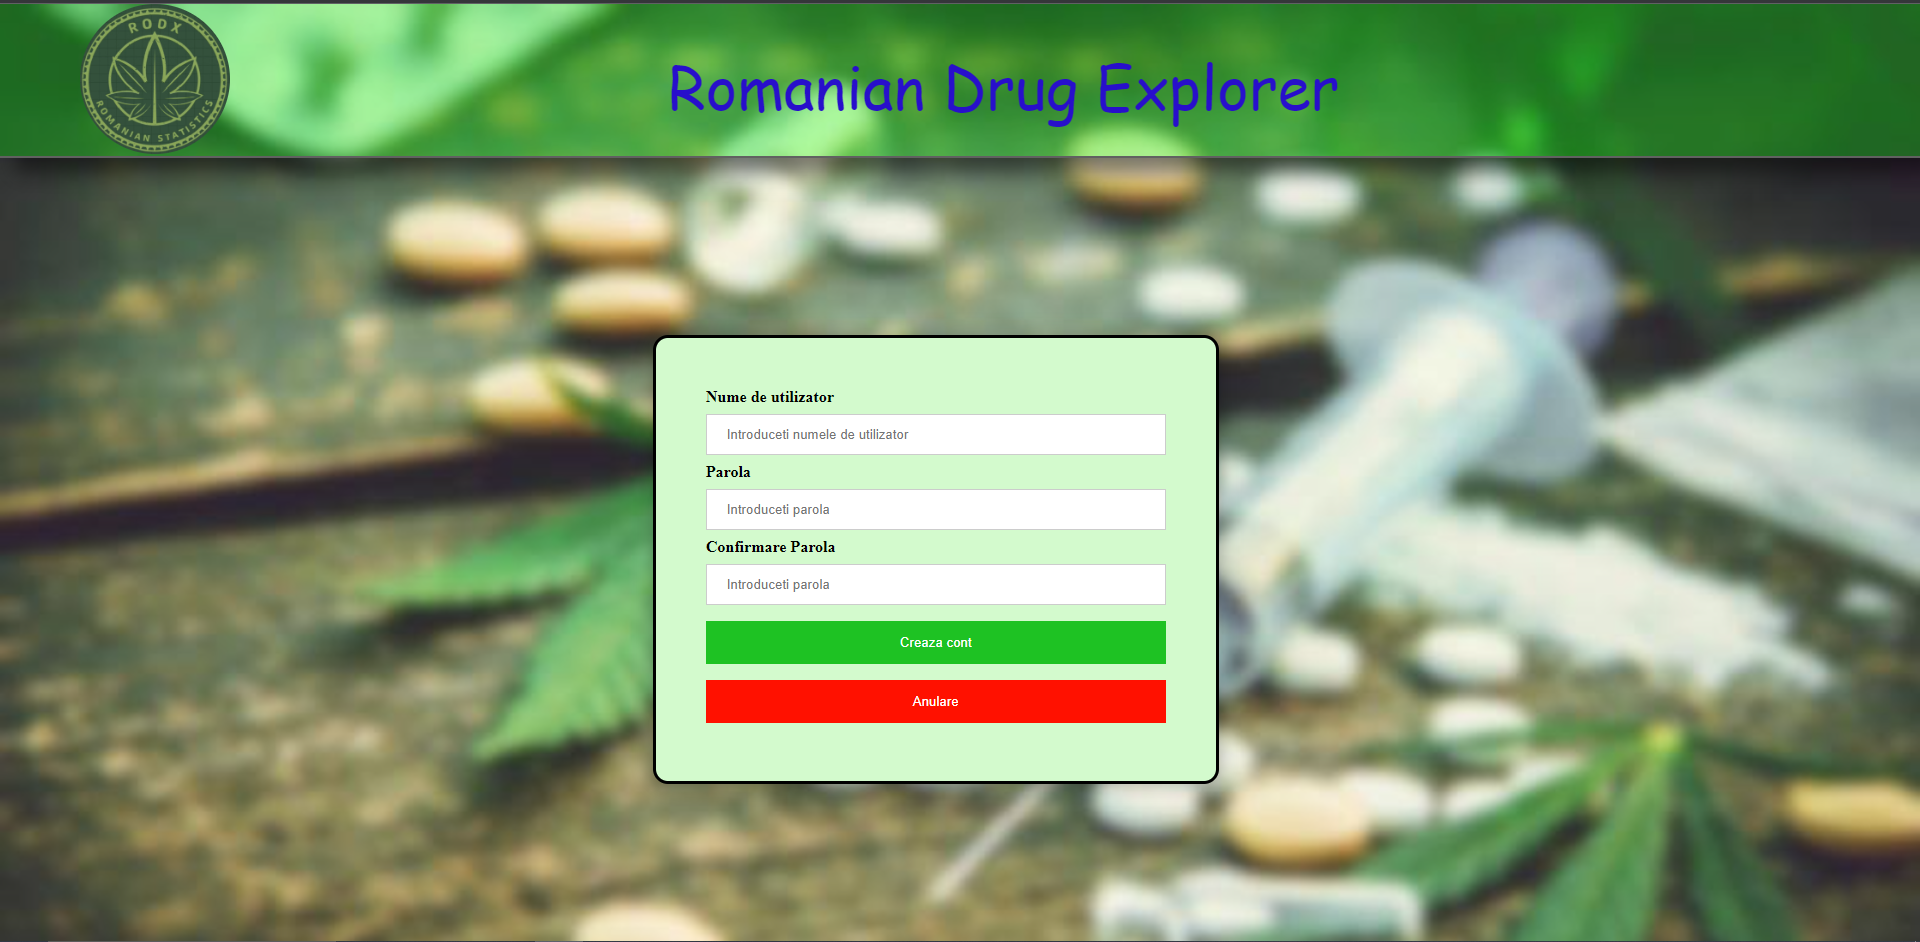 RODX
ROMANIAN STATISTICS
Romanian Drug Explorer
Nume de utilizator
Introduceti numele de utilizator
Parola
Introduceti parola
Confirmare Parola
Introduceti parola
Creaza cont
Anulare